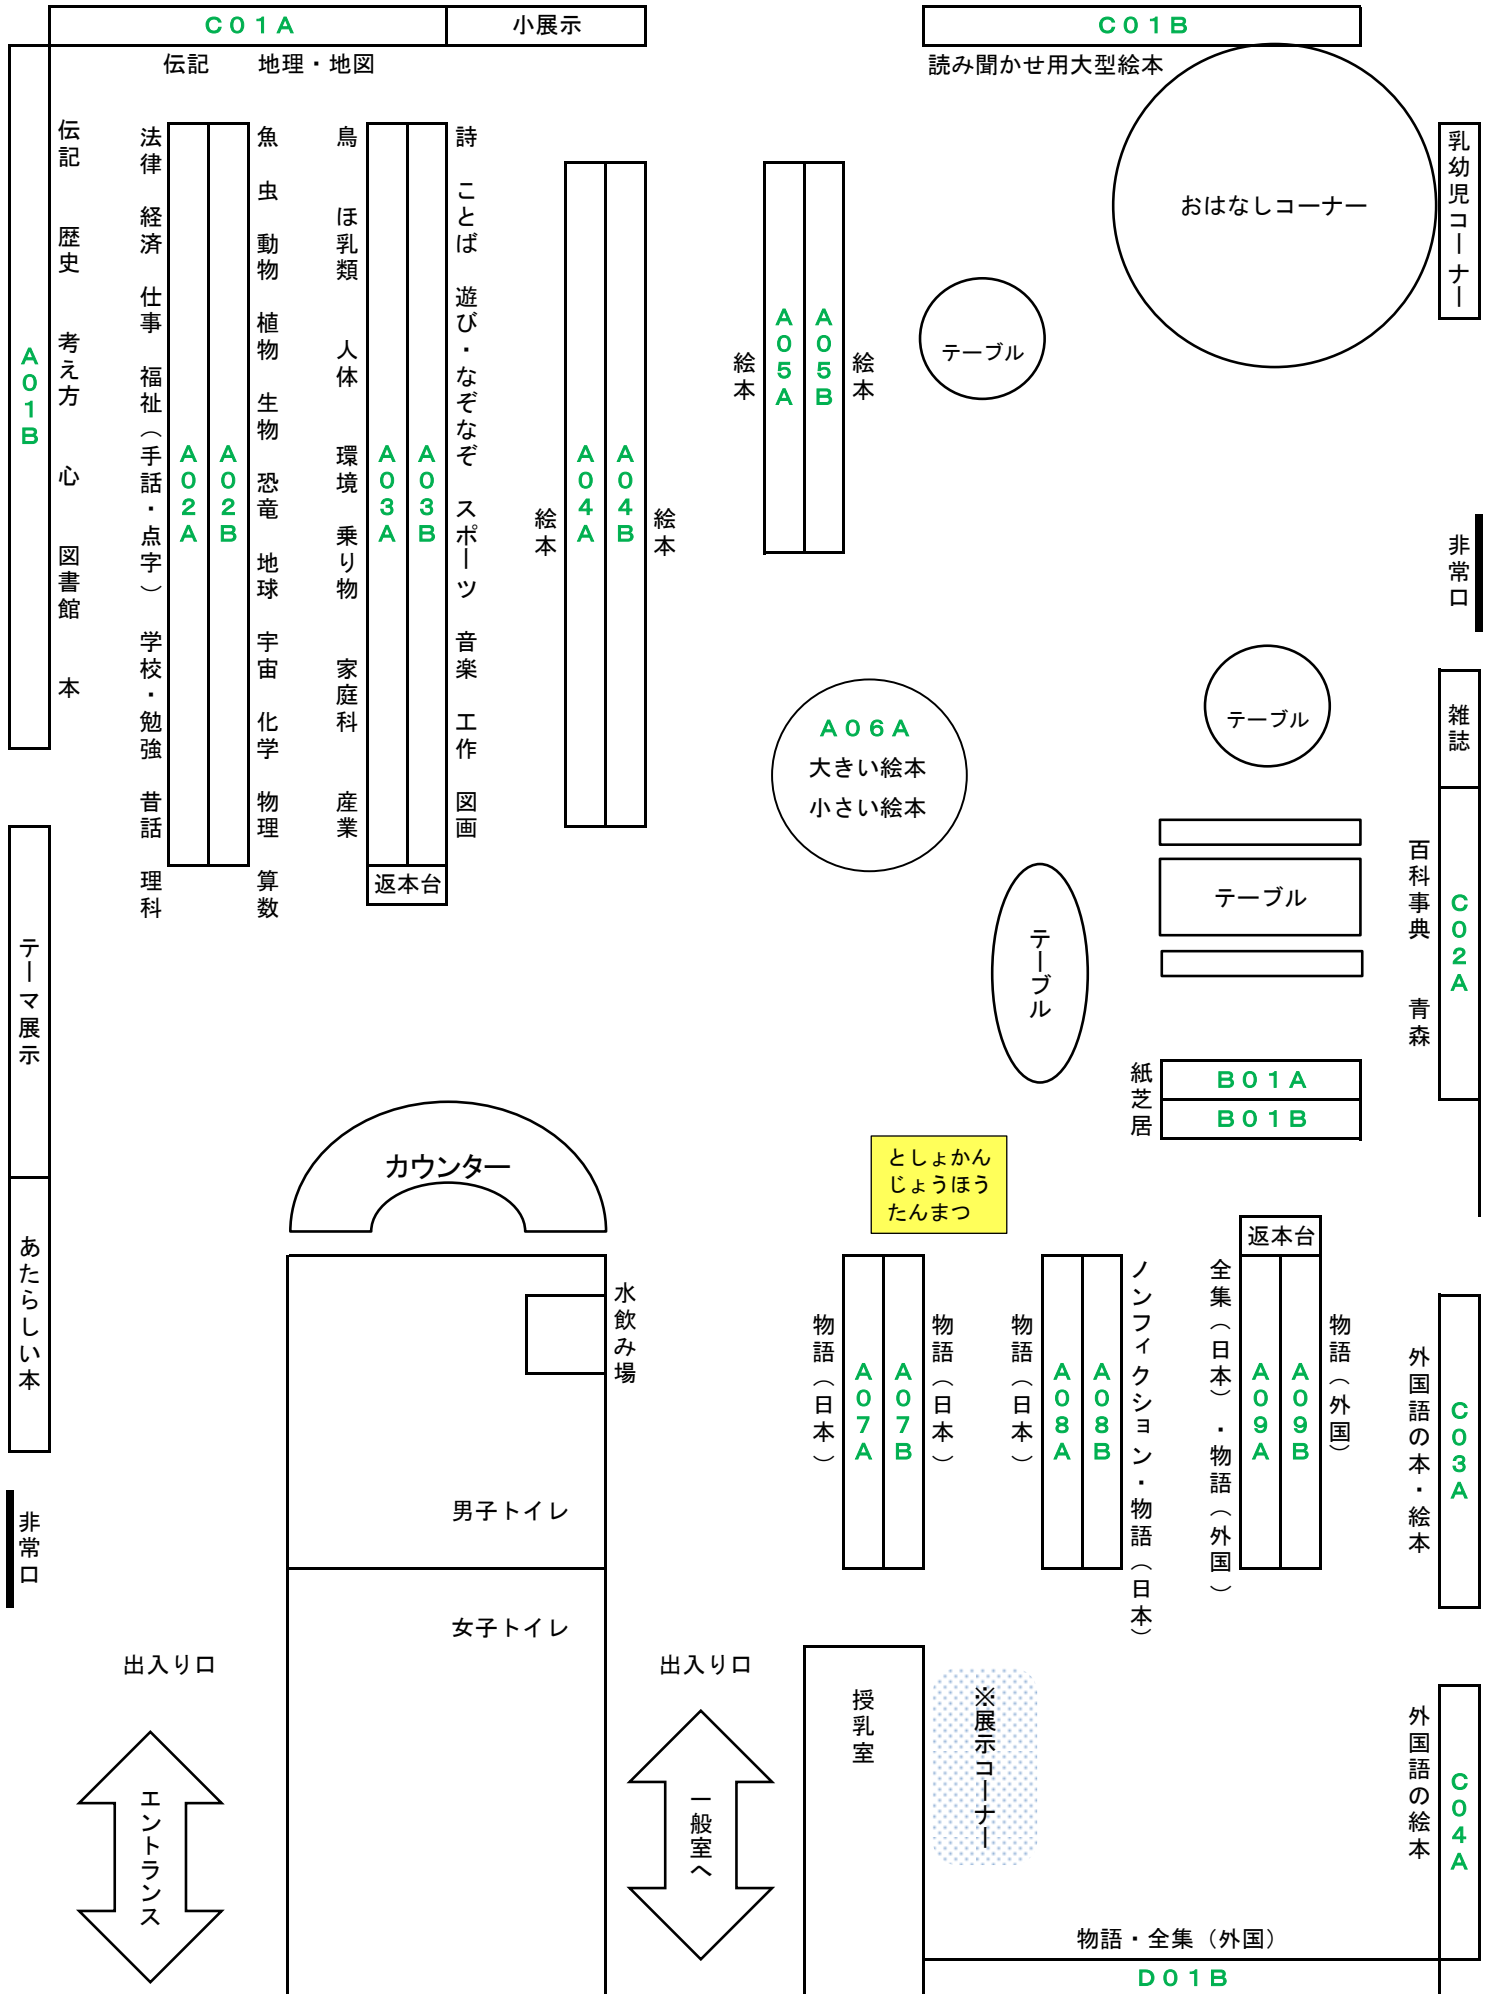 C01A
小展示
C01B
伝記
地理・地図
読み聞かせ用大型絵本
A01B
伝記 歴史 考え方 心 図書館 本
法律 経済 仕事 福祉（手話・点字） 学校・勉強 昔話 理科
A02A
A02B
魚 虫 動物 植物 生物 恐竜 地球 宇宙 化学 物理 算数
鳥 ほ乳類 人体 環境 乗り物 家庭科 産業
A03A
A03B
返本台
詩 ことば 遊び・なぞなぞ スポーツ 音楽 工作 図画
絵本
A04A
A04B
絵本
絵本
A05A
A05B
絵本
おはなしコーナー
乳幼児コーナー
テーブル
非常口
A06A
大きい絵本
小さい絵本
テーブル
雑誌
テーブル
テーブル
百科事典 青森
C02A
紙芝居
B01A
B01B
テーマ展示
あたらしい本
カウンター
としょかん
じょうほう
たんまつ
水飲み場
男子トイレ
女子トイレ
物語（日本）
A07A
A07B
物語（日本）
物語（日本）
A08A
A08B
ノンフィクション・物語（日本）
返本台
全集（日本）・物語（外国）
A09A
A09B
物語（外国）
外国語の本・絵本
C03A
非常口
出入り口
エントランス
出入り口
一般室へ
授乳室
※展示コーナー
外国語の絵本
C04A
物語・全集（外国）
D01B